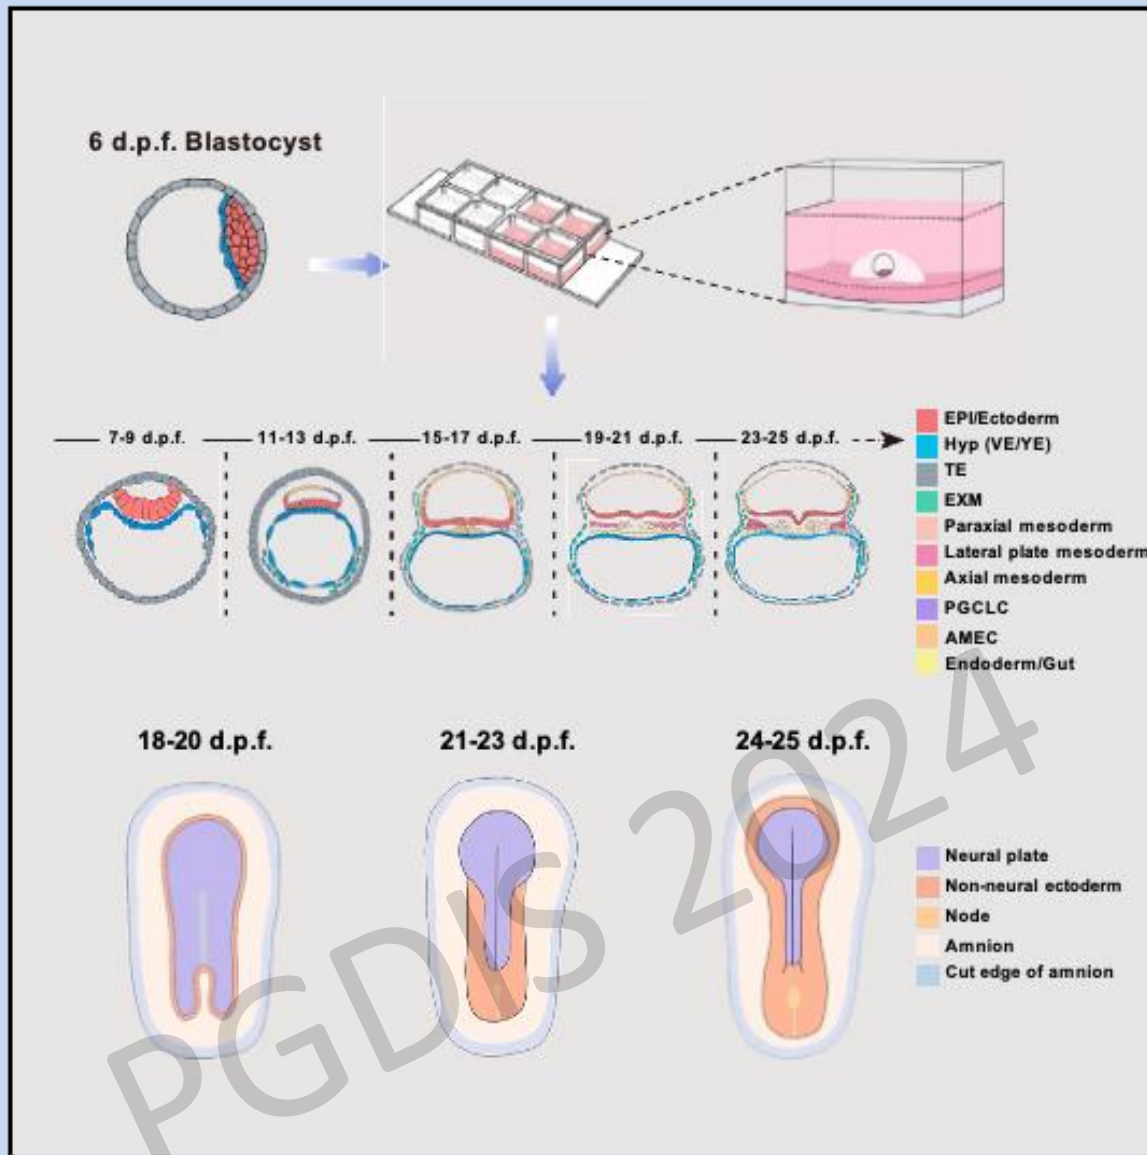 6 d.p.f. Blastocyst
7-9 d.p.f.
11-13 d.p.f.
15-17 d.p.f.
19-21 d.p.f.
23-25 d.p.f.
EPI/Ectoderm
Hyp (VE/YE)
TE
EXM
Paraxial mesoderm
Lateral plate mesoderm
Axial mesoderm
PGCLC
AMEC
Endoderm/Gut
18-20 d.p.f.
21-23 d.p.f.
24-25 d.p.f.
Neural plate
Non-neural ectoderm
Node
Amnion
Cut edge of amnion
PGDIS 2024